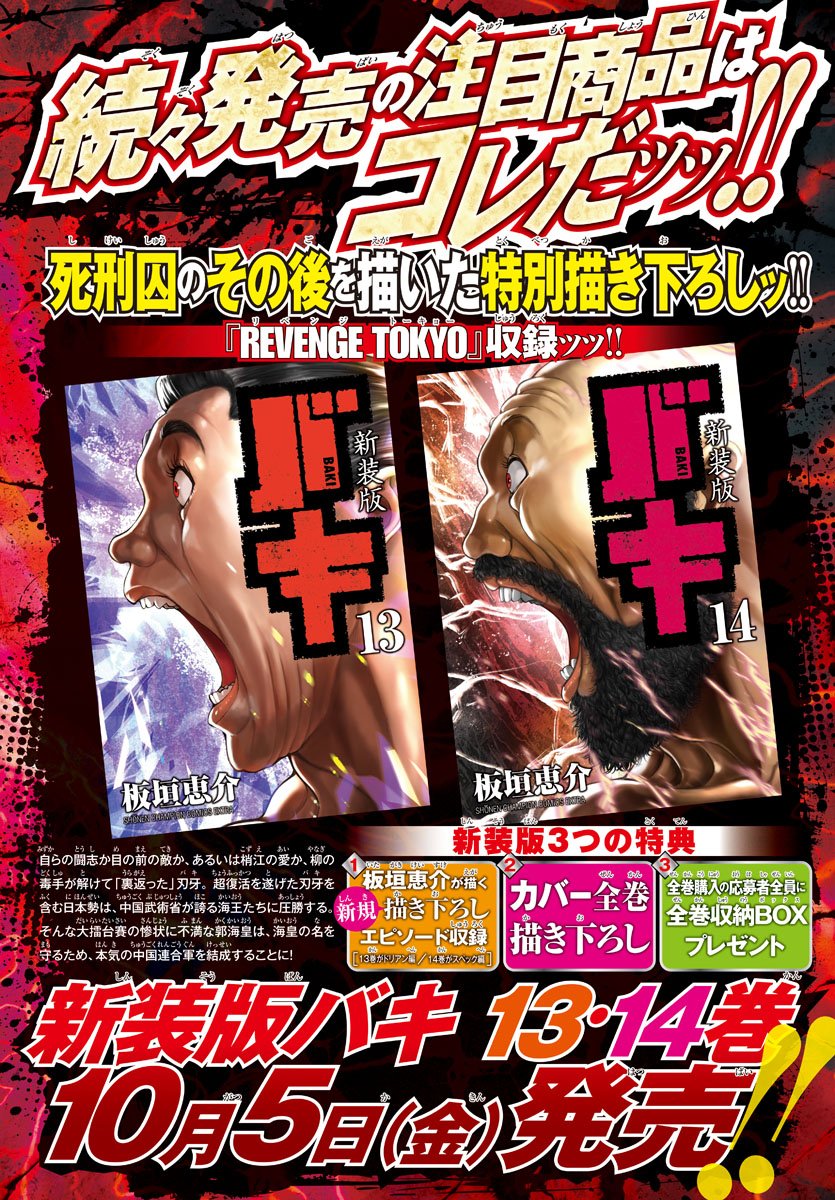 続々発売の注目商品は
コレだッッ!!
死刑囚のその後を描いた特別描き下ろしッ!!
『REVENGE TOKYO』収録ッッ!!
バキ
BAKI
新装版
13
板垣恵介
SHŌNEN CHAMPION COMICS EXTRA
バキ
BAKI
新装版
14
板垣恵介
SHŌNEN CHAMPION COMICS EXTRA
自らの闘志か目の前の敵か、あるいは梢江の愛か、柳の
毒手が解けて「裏返った」刃牙。超復活を遂げた刃牙を
含む日本勢は、中国武術省が誇る海王たちに圧勝する。
そんな大擂台賽の惨状に不満な郭海皇は、海皇の名を
守るため、本気の中国連合軍を結成することに!
新装版3つの特典
1
板垣恵介が描く
新規
描き下ろし
エピソード収録
[13巻がドリアン編/14巻がスペック編]
2
カバー全巻
描き下ろし
3
全巻購入の応募者全員に
全巻収納BOX
プレゼント
新装版バキ 13・14巻
10月5日(金)発売!!